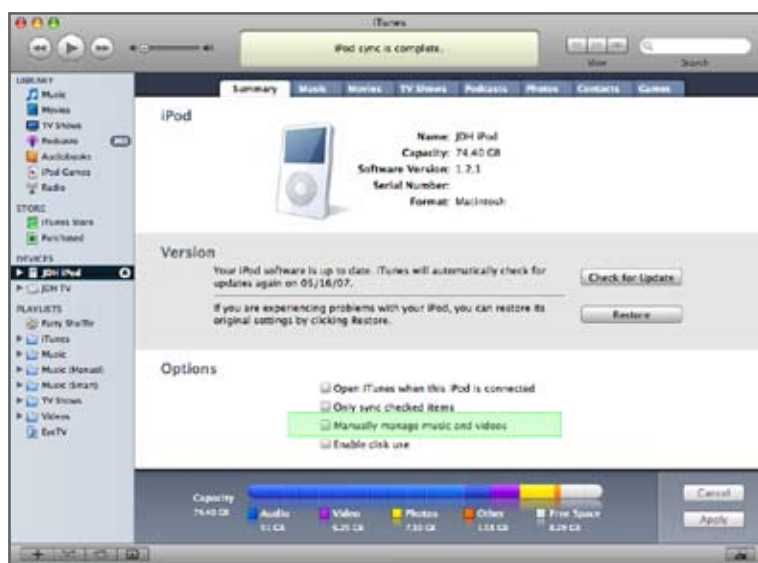 iTunes
iPod sync is complete.
View
Search
LIBRARY
Music
Movies
TV Shows
Podcasts
Audiobooks
iPod Games
Radio
STORE
iTunes Store
Purchased
DEVICES
JDH iPod
JDH TV
PLAYLISTS
Party Shuffle
iTunes
Music
Music (Manual)
Music (Smart)
TV Shows
Videos
EyeTV
Summary Music Movies TV Shows Podcasts Photos Contacts Games
iPod
Name: JDH iPod
Capacity: 74.40 GB
Software Version: 1.2.1
Serial Number:
Format: Macintosh
Version
Your iPod software is up to date. iTunes will automatically check for
updates again on 05/16/07.
Check for Update
If you are experiencing problems with your iPod, you can restore its
original settings by clicking Restore.
Restore
Options
Open iTunes when this iPod is connected
Only sync checked items
Manually manage music and videos
Enable disk use
Capacity
74.40 GB
Audio
Video
Photos
Other
Free Space
Cancel
Apply